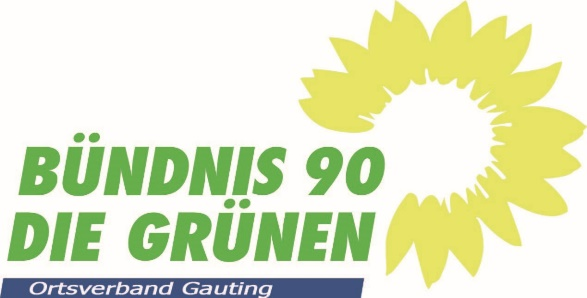 BÜNDNIS 90
DIE GRÜNEN
Ortsverband Gauting